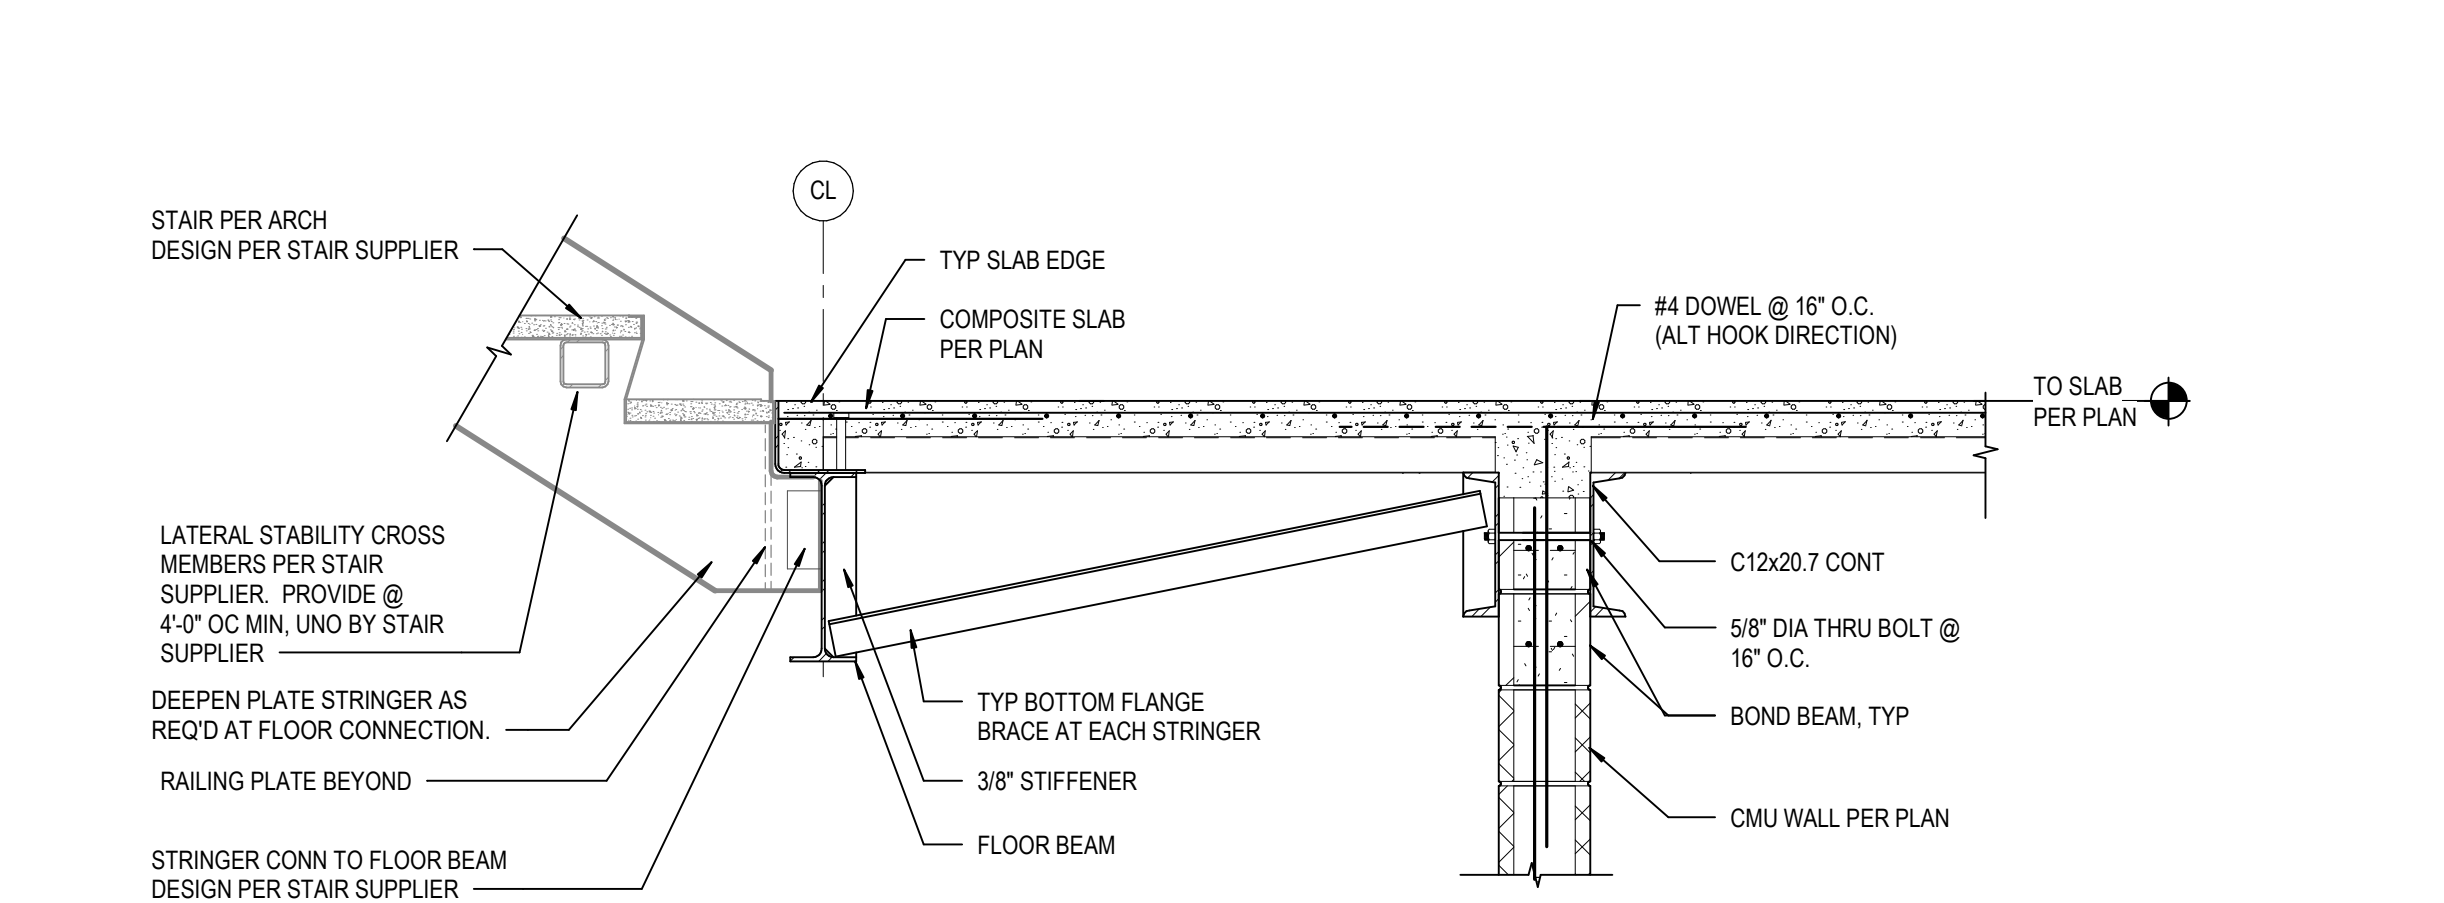 CL
STAIR PER ARCH
DESIGN PER STAIR SUPPLIER
TYP SLAB EDGE
COMPOSITE SLAB
PER PLAN
#4 DOWEL @ 16" O.C.
(ALT HOOK DIRECTION)
TO SLAB
PER PLAN
LATERAL STABILITY CROSS
MEMBERS PER STAIR
SUPPLIER. PROVIDE @
4'-0" OC MIN, UNO BY STAIR
SUPPLIER
C12x20.7 CONT
5/8" DIA THRU BOLT @
16" O.C.
DEEPEN PLATE STRINGER AS
REQ'D AT FLOOR CONNECTION.
TYP BOTTOM FLANGE
BRACE AT EACH STRINGER
BOND BEAM, TYP
RAILING PLATE BEYOND
3/8" STIFFENER
CMU WALL PER PLAN
FLOOR BEAM
STRINGER CONN TO FLOOR BEAM
DESIGN PER STAIR SUPPLIER